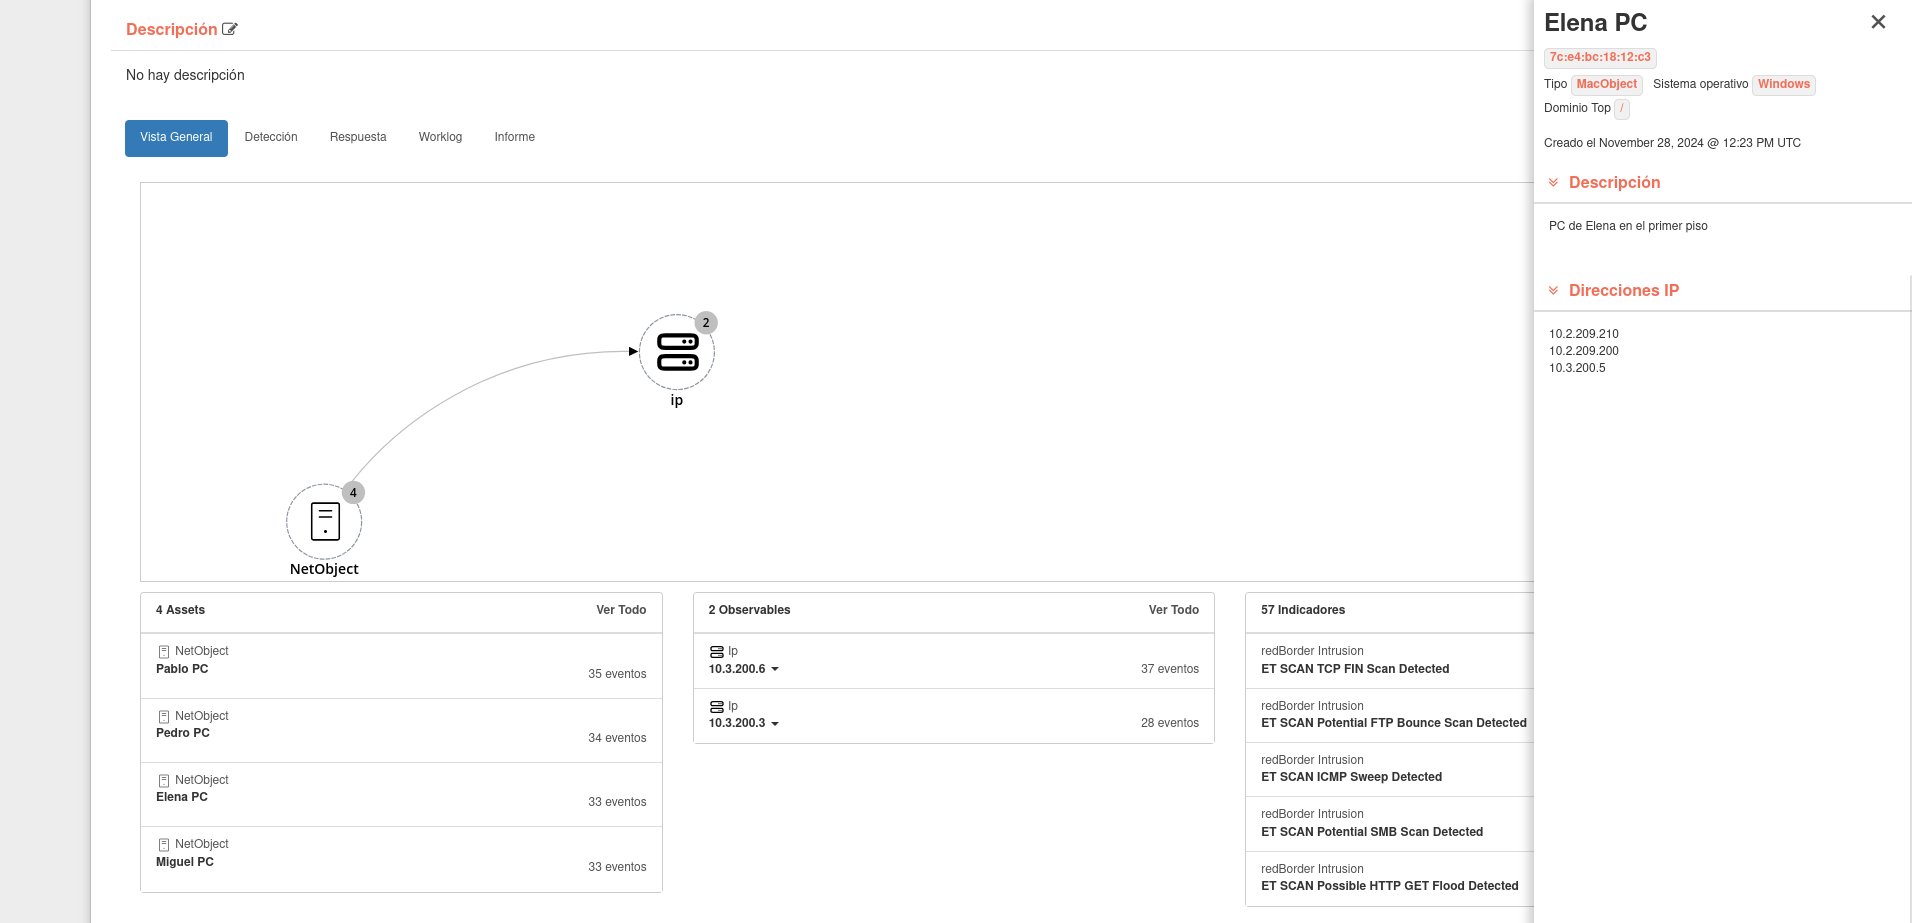 Descripción
No hay descripción
Vista General Detección Respuesta Worklog Informe
2
ip
4
NetObject
4 Assets Ver Todo
NetObject
Pablo PC 35 eventos
NetObject
Pedro PC 34 eventos
NetObject
Elena PC 33 eventos
NetObject
Miguel PC 33 eventos
2 Observables Ver Todo
Ip
10.3.200.6 37 eventos
Ip
10.3.200.3 28 eventos
57 Indicadores
redBorder Intrusion
ET SCAN TCP FIN Scan Detected
redBorder Intrusion
ET SCAN Potential FTP Bounce Scan Detected
redBorder Intrusion
ET SCAN ICMP Sweep Detected
redBorder Intrusion
ET SCAN Potential SMB Scan Detected
redBorder Intrusion
ET SCAN Possible HTTP GET Flood Detected
Elena PC
7c:e4:bc:18:12:c3
Tipo MacObject Sistema operativo Windows
Dominio Top /
Creado el November 28, 2024 @ 12:23 PM UTC
Descripción
PC de Elena en el primer piso
Direcciones IP
10.2.209.210
10.2.209.200
10.3.200.5